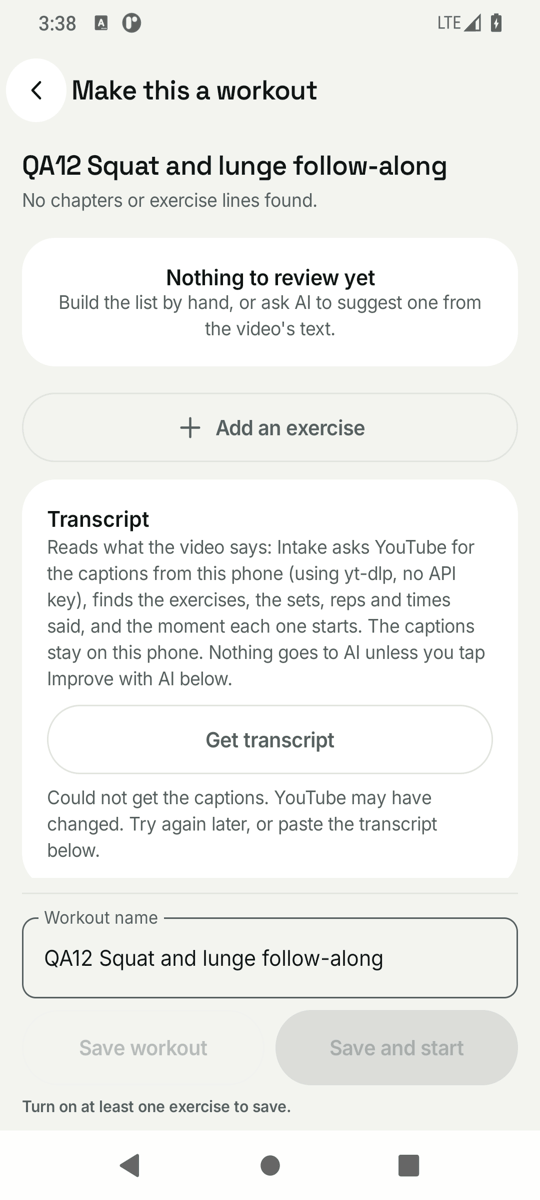 3:38
LTE
Make this a workout
QA12 Squat and lunge follow-along
No chapters or exercise lines found.
Nothing to review yet
Build the list by hand, or ask AI to suggest one from
the video's text.
Add an exercise
Transcript
Reads what the video says: Intake asks YouTube for
the captions from this phone (using yt-dlp, no API
key), finds the exercises, the sets, reps and times
said, and the moment each one starts. The captions
stay on this phone. Nothing goes to AI unless you tap
Improve with AI below.
Get transcript
Could not get the captions. YouTube may have
changed. Try again later, or paste the transcript
below.
Workout name
QA12 Squat and lunge follow-along
Save workout
Save and start
Turn on at least one exercise to save.